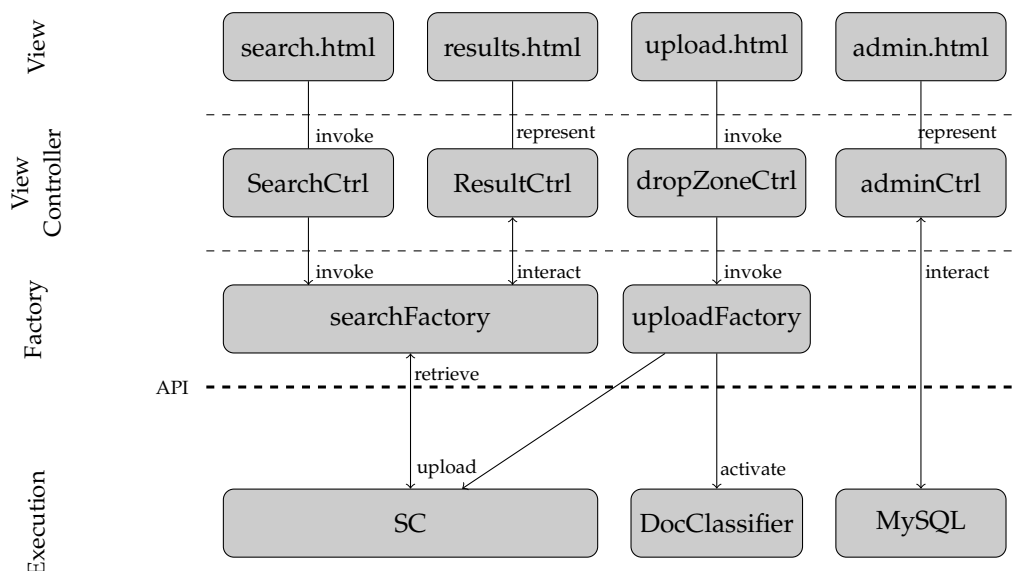 View
search.html
results.html
upload.html
admin.html
invoke
represent
invoke
represent
View
Controller
SearchCtrl
ResultCtrl
dropZoneCtrl
adminCtrl
invoke
interact
invoke
interact
Factory
searchFactory
uploadFactory
retrieve
API
upload
activate
Execution
SC
DocClassifier
MySQL